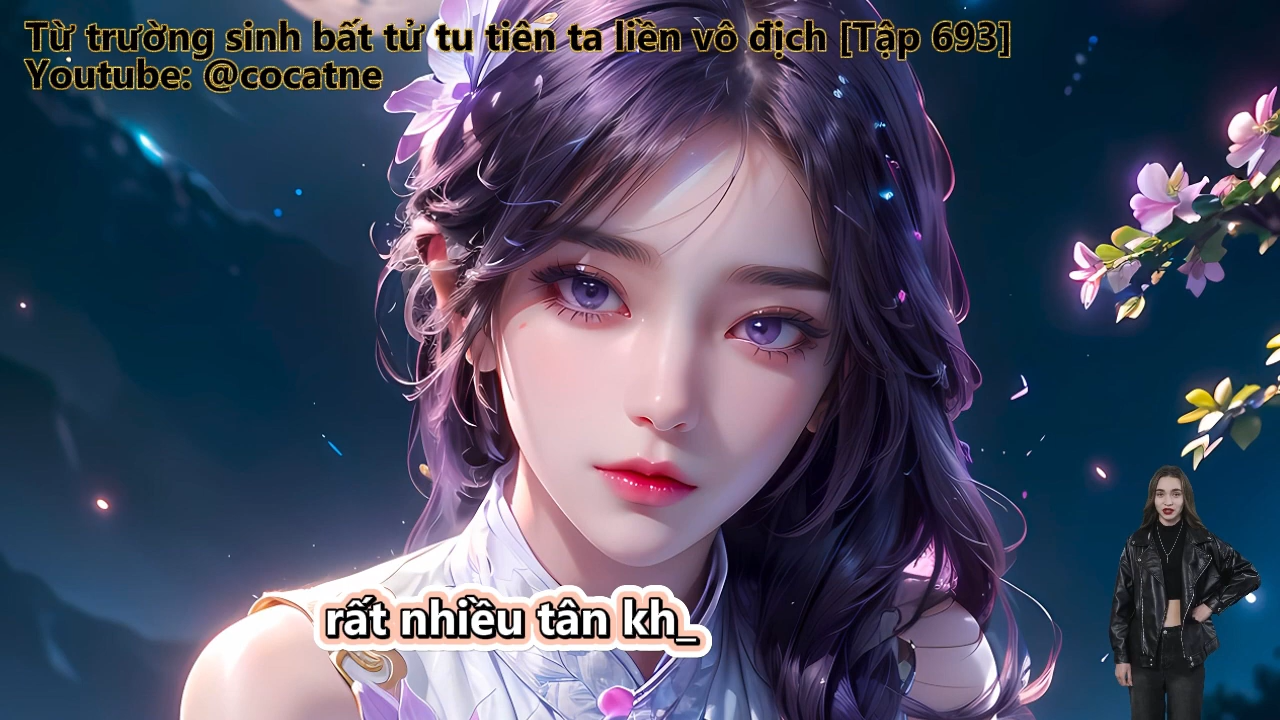 Từ trường sinh bất tử tu tiên ta liền vô địch [Tập 693]
Youtube: @cocatne
rất nhiều tân kh_